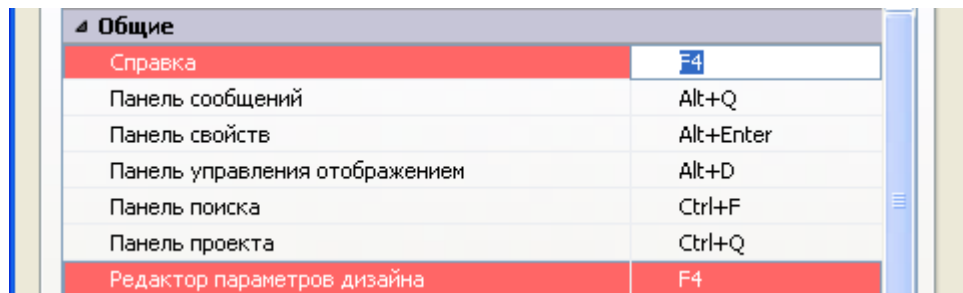 Общие
Справка F4
Панель сообщений Alt+Q
Панель свойств Alt+Enter
Панель управления отображением Alt+D
Панель поиска Ctrl+F
Панель проекта Ctrl+Q
Редактор параметров дизайна F4